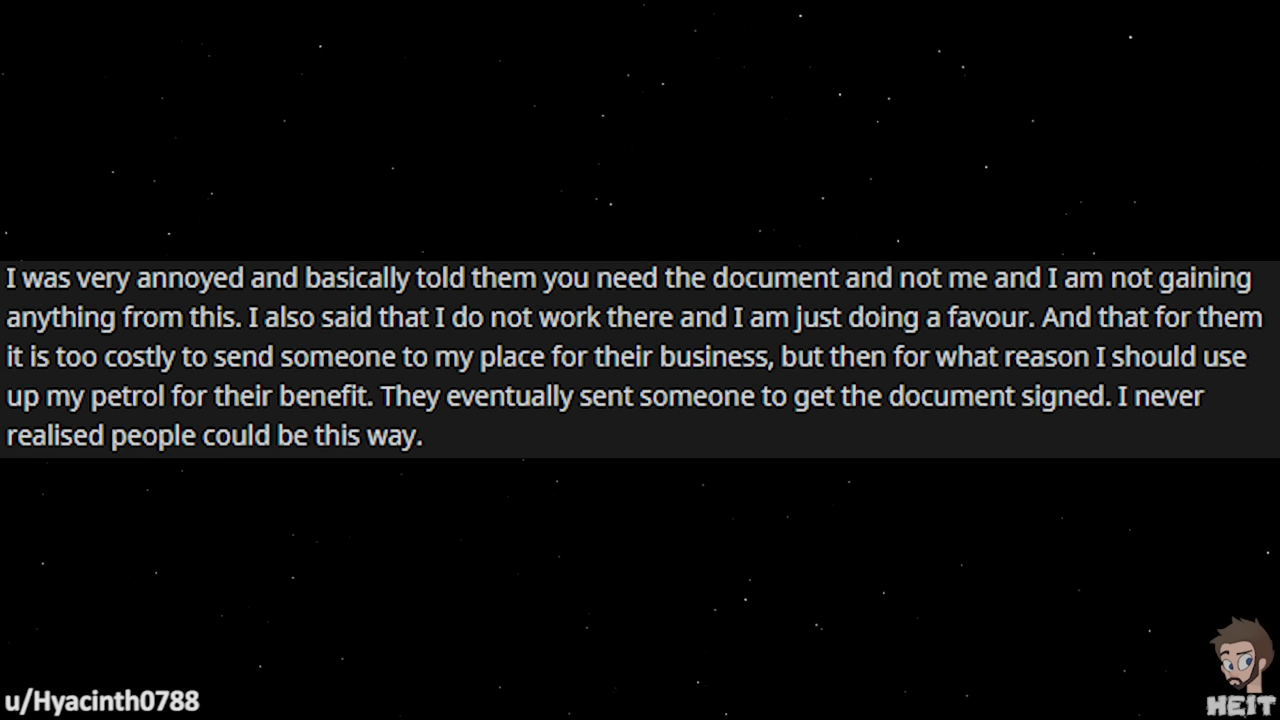 I was very annoyed and basically told them you need the document and not me and I am not gaining
anything from this. I also said that I do not work there and I am just doing a favour. And that for them
it is too costly to send someone to my place for their business, but then for what reason I should use
up my petrol for their benefit. They eventually sent someone to get the document signed. I never
realised people could be this way.
u/Hyacinth0788
HEIT